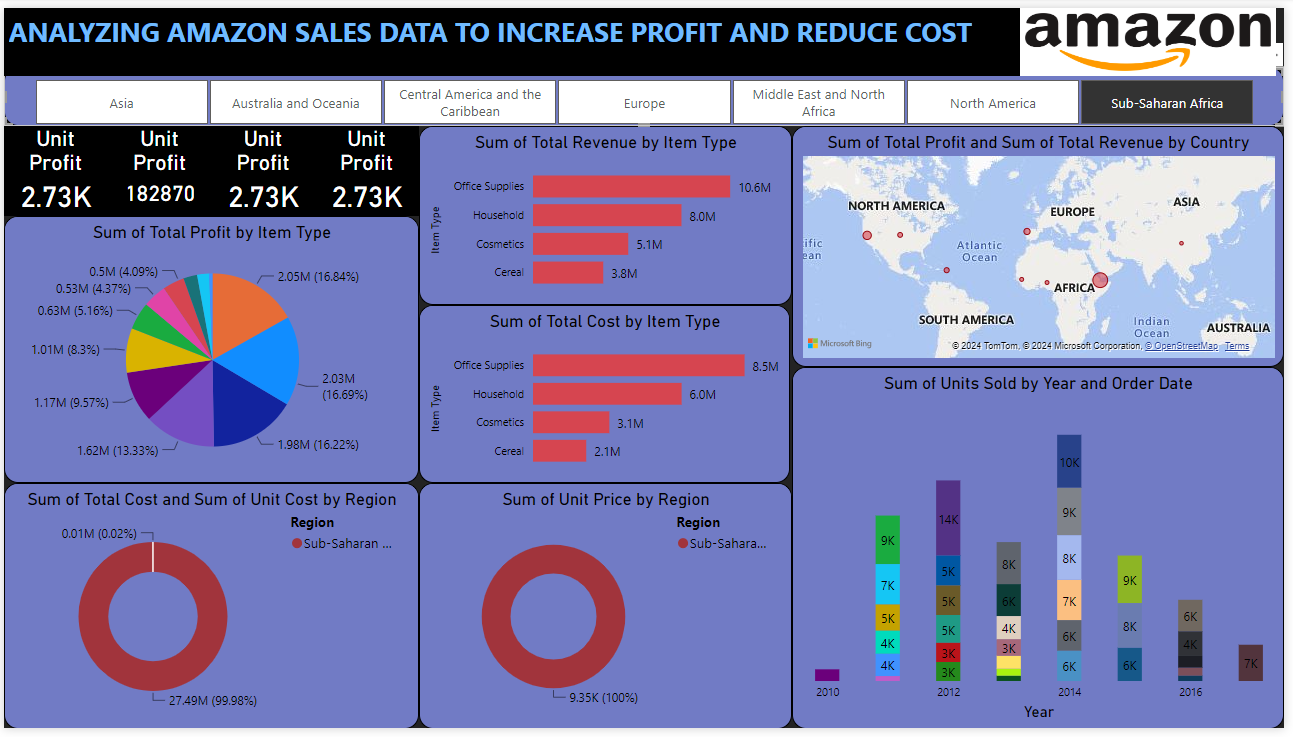 ANALYZING AMAZON SALES DATA TO INCREASE PROFIT AND REDUCE COST
amazon
Asia
Australia and Oceania
Central America and the
Caribbean
Europe
Middle East and North
Africa
North America
Sub-Saharan Africa
Unit
Profit
2.73K
Unit
Profit
182870
Unit
Profit
2.73K
Unit
Profit
2.73K
Sum of Total Profit by Item Type
0.5M (4.09%)
0.53M (4.37%)
0.63M (5.16%)
1.01M (8.3%)
1.17M (9.57%)
1.62M (13.33%)
2.05M (16.84%)
2.03M
(16.69%)
1.98M (16.22%)
Sum of Total Revenue by Item Type
Item Type
Office Supplies
10.6M
Household
8.0M
Cosmetics
5.1M
Cereal
3.8M
Sum of Total Cost by Item Type
Item Type
Office Supplies
8.5M
Household
6.0M
Cosmetics
3.1M
Cereal
2.1M
Sum of Total Profit and Sum of Total Revenue by Country
NORTH AMERICA
EUROPE
ASIA
ific
ean
Atlantic
Ocean
AFRICA
SOUTH AMERICA
Indian
Ocean
AUSTRALIA
Microsoft Bing
© 2024 TomTom, © 2024 Microsoft Corporation, © OpenStreetMap Terms
Sum of Total Cost and Sum of Unit Cost by Region
0.01M (0.02%)
27.49M (99.98%)
Region
Sub-Saharan ...
Sum of Unit Price by Region
9.35K (100%)
Region
Sub-Sahara...
Sum of Units Sold by Year and Order Date
9K
7K
5K
4K
4K
14K
5K
5K
5K
3K
3K
8K
6K
4K
3K
10K
9K
8K
7K
6K
6K
9K
8K
6K
6K
4K
7K
2010
2012
2014
2016
Year